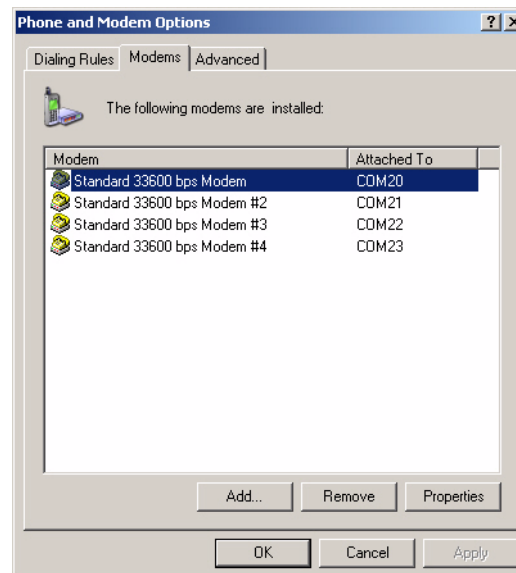 Phone and Modem Options
Dialing Rules Modems Advanced
The following modems are installed:
Modem Attached To
Standard 33600 bps Modem COM20
Standard 33600 bps Modem #2 COM21
Standard 33600 bps Modem #3 COM22
Standard 33600 bps Modem #4 COM23
Add... Remove Properties
OK Cancel Apply